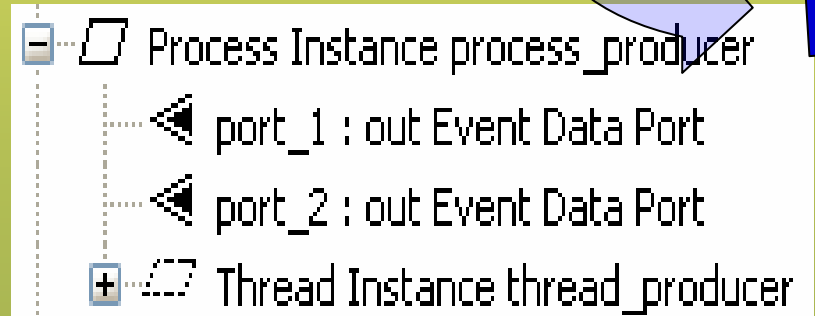 Process Instance process_producer
port_1 : out Event Data Port
port_2 : out Event Data Port
Thread Instance thread_producer